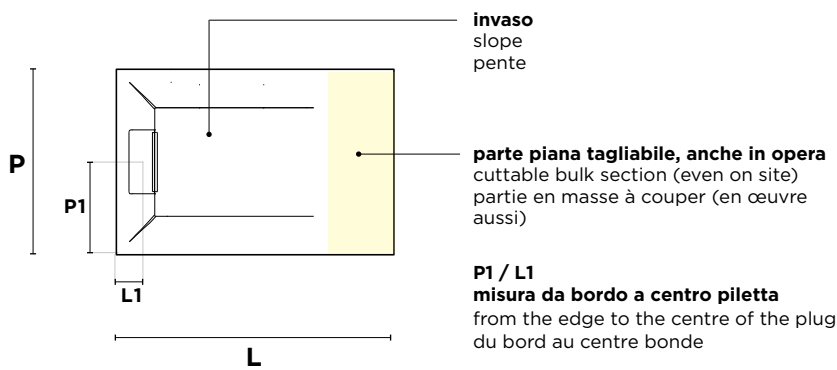 invaso
slope
pente
P
P1
L1
L
parte piana tagliabile, anche in opera
cuttable bulk section (even on site)
partie en masse à couper (en œuvre
aussi)
P1 / L1
misura da bordo a centro piletta
from the edge to the centre of the plug
du bord au centre bonde